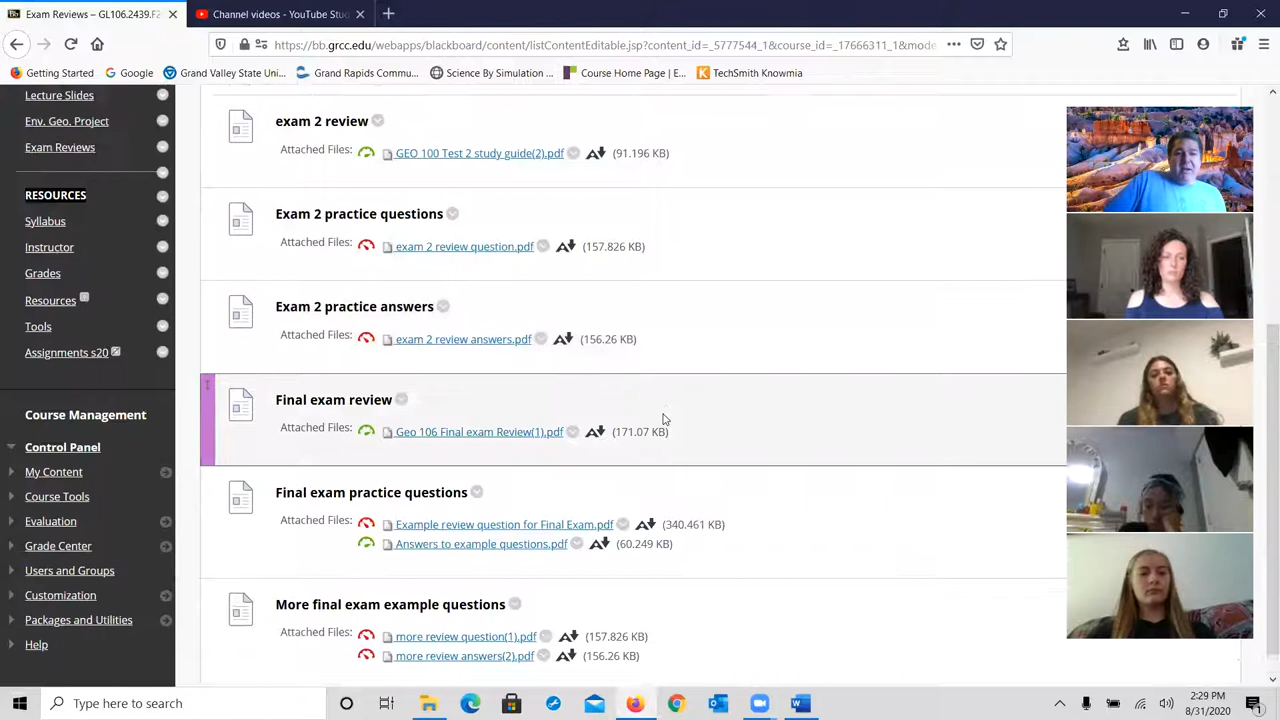 Exam Reviews – GL106.2439.F2
Channel videos - YouTube Stu
https://bb.grcc.edu/webapps/blackboard/content/listContentEditable.jsp?content_id=_5777544_1&course_id=_17666311_1&mode
Getting Started
Google
Grand Valley State Uni...
Grand Rapids Commu...
Science By Simulation ...
Course Home Page | E...
TechSmith Knowmia
Lecture Slides
Env. Geo. Project
Exam Reviews
RESOURCES
Syllabus
Instructor
Grades
Resources
Tools
Assignments s20
Course Management
Control Panel
My Content
Course Tools
Evaluation
Grade Center
Users and Groups
Customization
Packages and Utilities
Help
exam 2 review
Attached Files: GEO 100 Test 2 study guide(2).pdf (91.196 KB)
Exam 2 practice questions
Attached Files: exam 2 review question.pdf (157.826 KB)
Exam 2 practice answers
Attached Files: exam 2 review answers.pdf (156.26 KB)
Final exam review
Attached Files: Geo 106 Final exam Review(1).pdf (171.07 KB)
Final exam practice questions
Attached Files: Example review question for Final Exam.pdf (340.461 KB)
Answers to example questions.pdf (60.249 KB)
More final exam example questions
Attached Files: more review question(1).pdf (157.826 KB)
more review answers(2).pdf (156.26 KB)
Type here to search
2:29 PM
8/31/2020